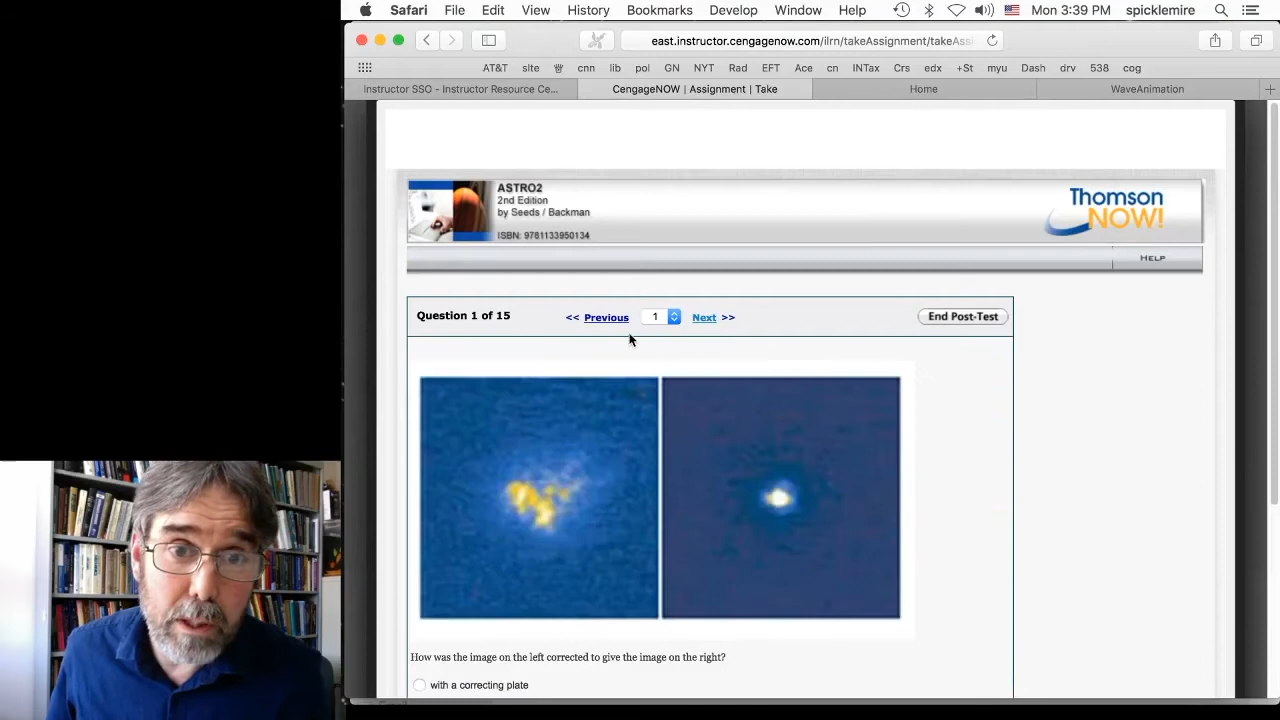 Safari File Edit View History Bookmarks Develop Window Help Mon 3:39 PM spicklemire
east.instructor.cengagenow.com/ilrn/takeAssignment/takeAssi
AT&T slte cnn lib pol GN NYT Rad EFT Ace cn INTax Crs edx +St myu Dash drv 538 cog
Instructor SSO - Instructor Resource Ce... CengageNOW | Assignment | Take Home WaveAnimation
ASTRO2
2nd Edition
by Seeds / Backman
ISBN: 9781133950134
Thomson
NOW!
HELP
Question 1 of 15 << Previous 1 Next >> End Post-Test
How was the image on the left corrected to give the image on the right?
with a correcting plate